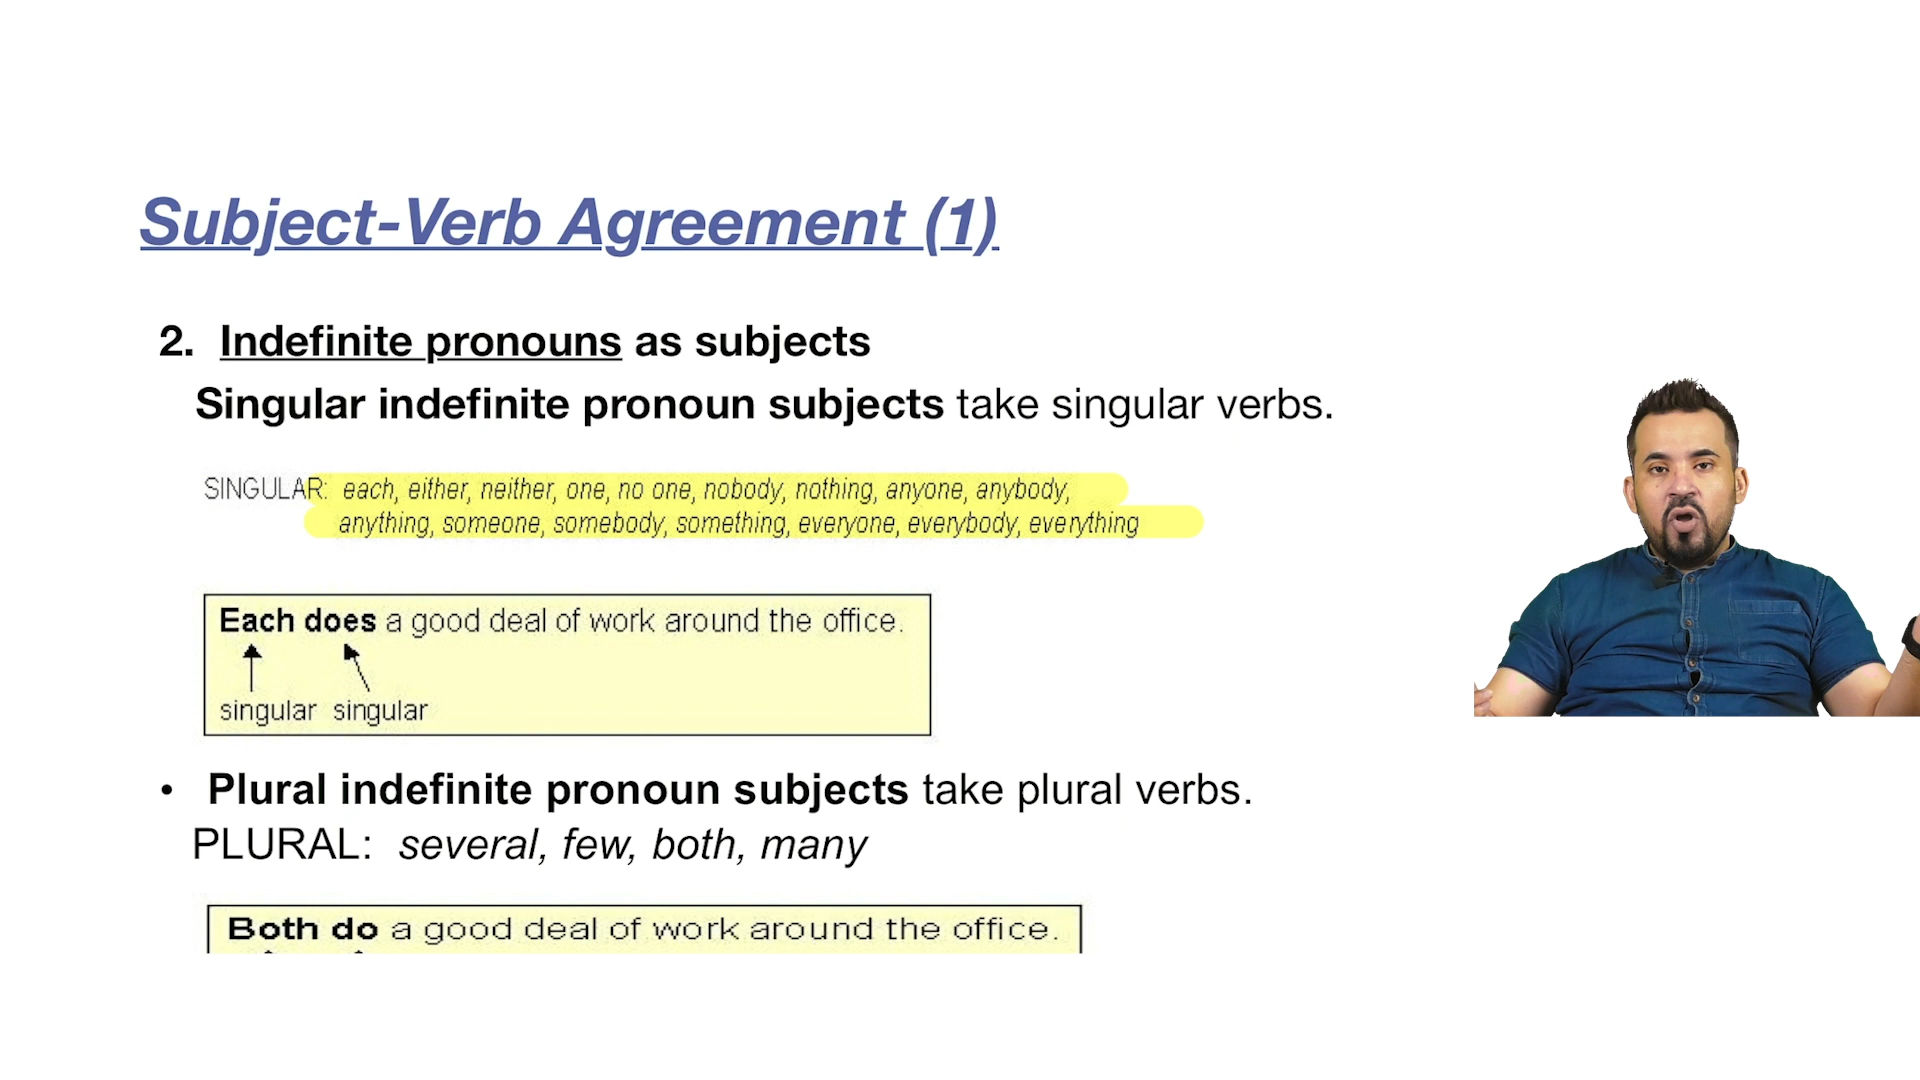 Subject-Verb Agreement (1)
2. Indefinite pronouns as subjects
Singular indefinite pronoun subjects take singular verbs.
SINGULAR: each, either, neither, one, no one, nobody, nothing, anyone, anybody,
anything, someone, somebody, something, everyone, everybody, everything
Each does a good deal of work around the office.
singular singular
• Plural indefinite pronoun subjects take plural verbs.
PLURAL: several, few, both, many
Both do a good deal of work around the office.